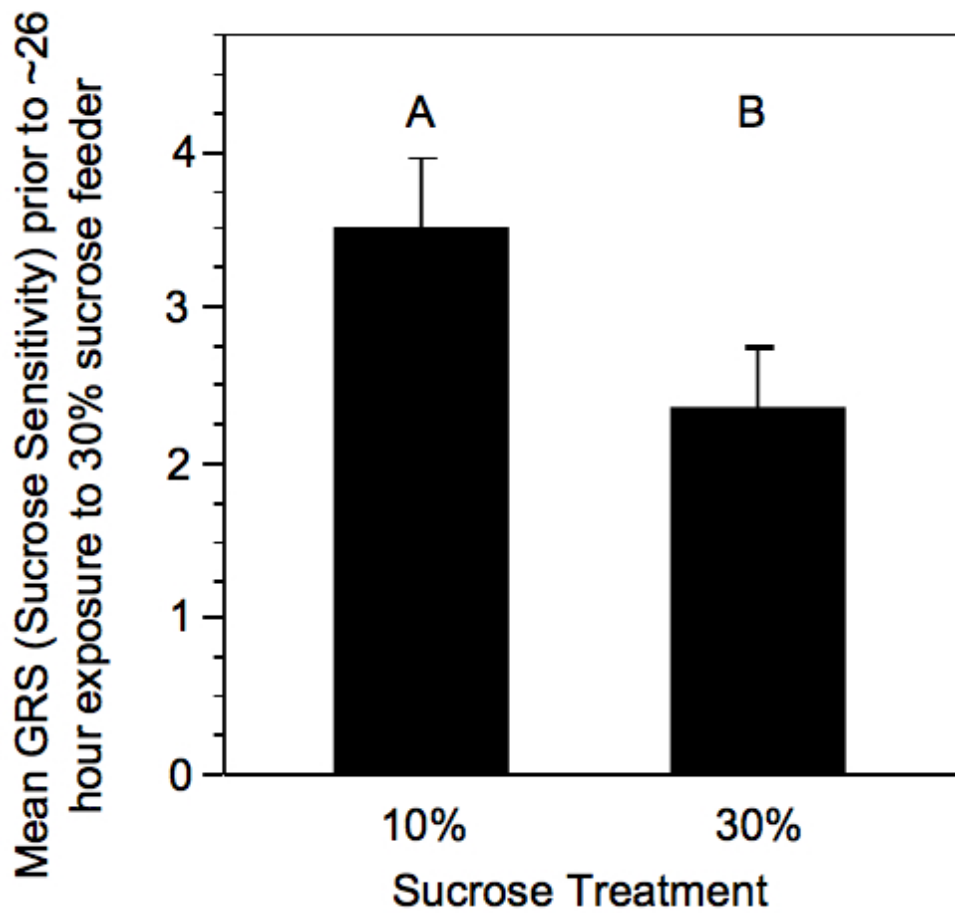 Mean GRS (Sucrose Sensitivity) prior to ~26
hour exposure to 30% sucrose feeder
A
B
4
3
2
1
0
10%
30%
Sucrose Treatment